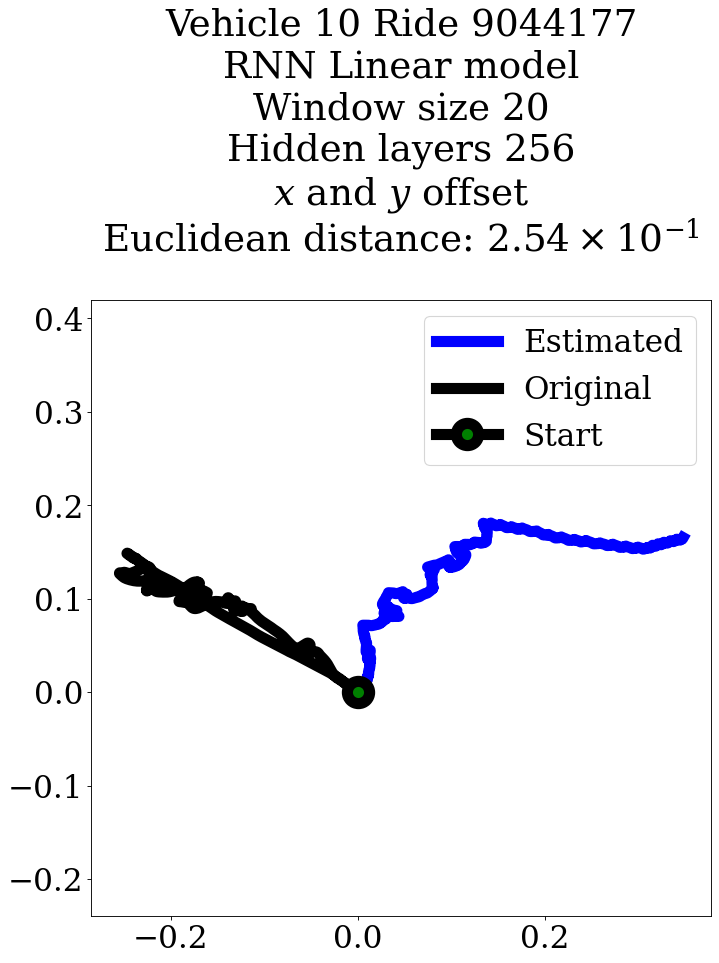 Vehicle 10 Ride 9044177
RNN Linear model
Window size 20
Hidden layers 256
x and y offset
Euclidean distance: 2.54 × 10⁻¹
Estimated
Original
Start
0.4
0.3
0.2
0.1
0.0
−0.1
−0.2
−0.2 0.0 0.2